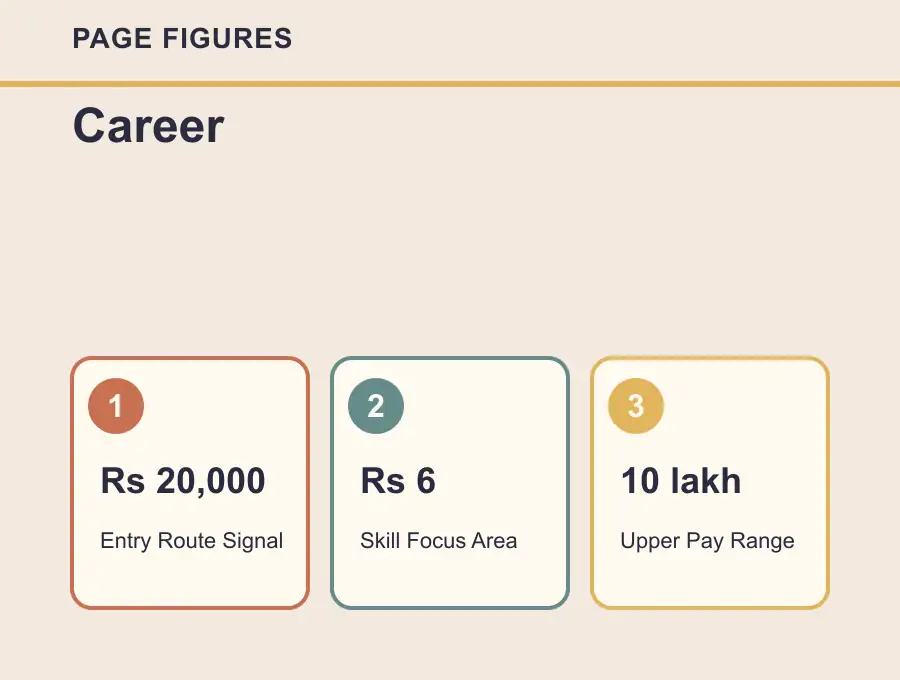 PAGE FIGURES
Career
1
Rs 20,000
Entry Route Signal
2
Rs 6
Skill Focus Area
3
10 lakh
Upper Pay Range